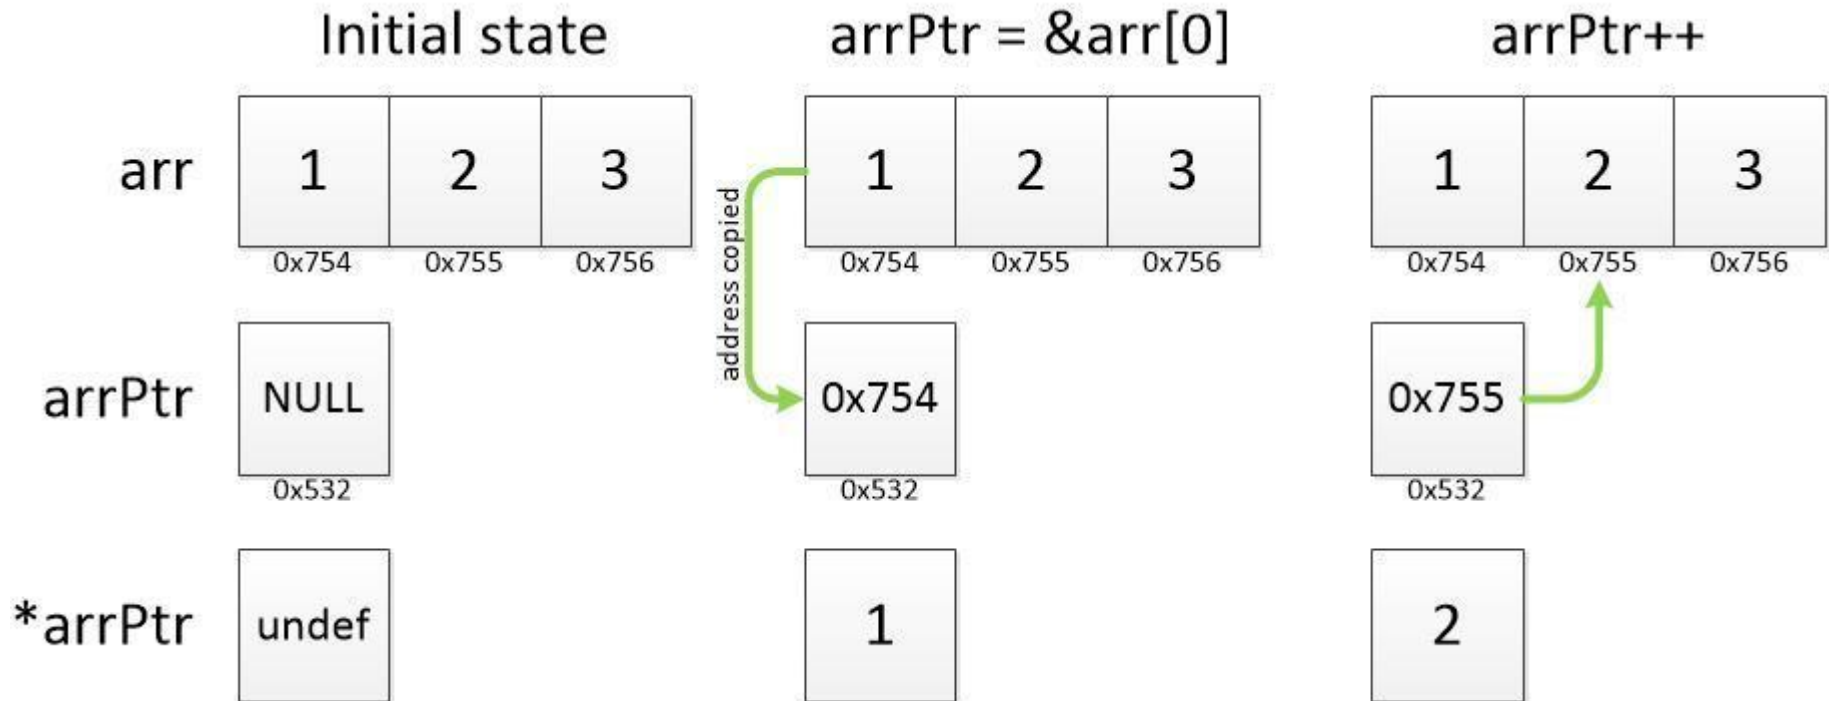 Initial state
arrPtr = &arr[0]
arrPtr++
arr
1 2 3
0x754 0x755 0x756
address copied
1 2 3
0x754 0x755 0x756
1 2 3
0x754 0x755 0x756
arrPtr
NULL
0x532
0x754
0x532
0x755
0x532
*arrPtr
undef
1
2